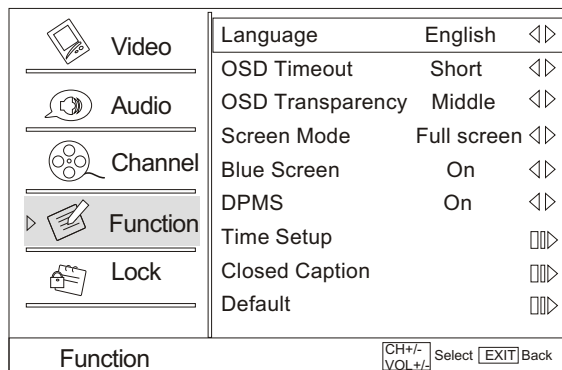 Video
Audio
Channel
Function
Lock
Language English
OSD Timeout Short
OSD Transparency Middle
Screen Mode Full screen
Blue Screen On
DPMS On
Time Setup
Closed Caption
Default
Function
CH+/-
VOL+/- Select EXIT Back